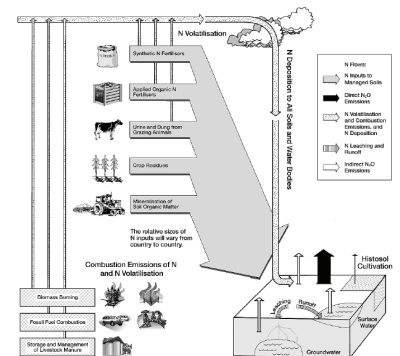 N Volatilisation
Synthetic N Fertilisers
Applied Organic N
Fertilisers
Urine and Dung from
Grazing Animals
Crop Residues
Mineralisation of
Soil Organic Matter
The relative sizes of
N inputs will vary from
country to country.
N Deposition to All Soils and Water Bodies
N Flows:
N Inputs to
Managed Soils
Direct N₂O
Emissions
N Volatilisation
and Combustion
Emissions, and
N Deposition
N Leaching and
Runoff
Indirect N₂O
Emissions
Combustion Emissions of N
and N Volatilisation
Biomass Burning
Fossil Fuel Combustion
Storage and Management
of Livestock Manure
Histosol
Cultivation
Leaching
Runoff
Surface
Water
Groundwater